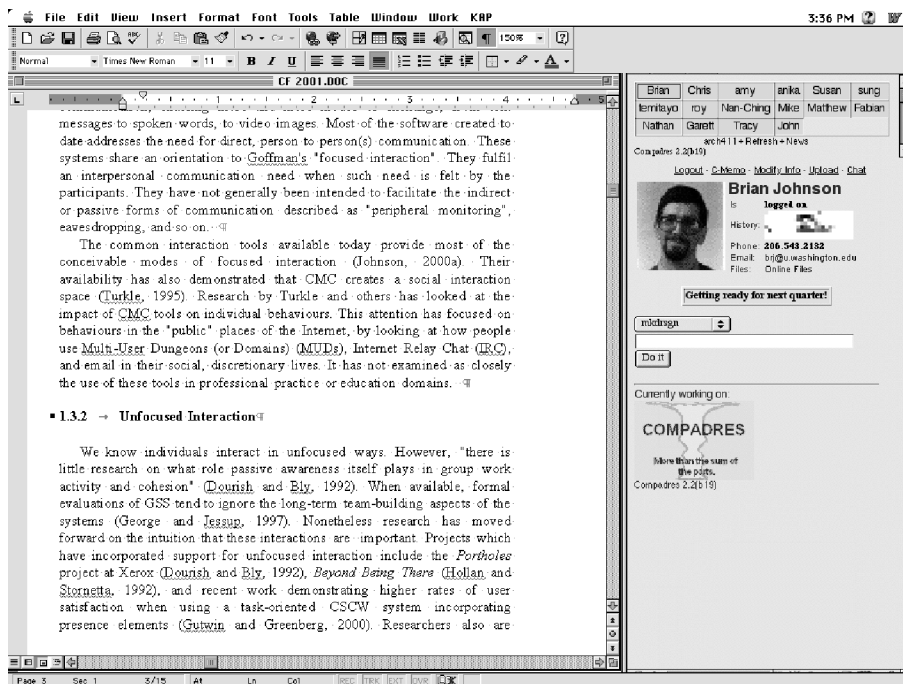 File Edit View Insert Format Font Tools Table Window Work KAP 3:36 PM
150%
Normal Times New Roman 11 B I U A
CF 2001.DOC
1 2 3 4 5
messages to spoken words, to video images. Most of the software created to
date addresses the need for direct, person to person(s) communication. These
systems share an orientation to Goffman's "focused interaction". They fulfil
an interpersonal communication need when such need is felt by the
participants. They have not generally been intended to facilitate the indirect
or passive forms of communication described as "peripheral monitoring",
eavesdropping, and so on. ¶
The common interaction tools available today provide most of the
conceivable modes of focused interaction (Johnson, 2000a). Their
availability has also demonstrated that CMC creates a social interaction
space (Turkle, 1995). Research by Turkle and others has looked at the
impact of CMC tools on individual behaviours. This attention has focused on
behaviours in the "public" places of the Internet, by looking at how people
use Multi-User Dungeons (or Domains) (MUDs), Internet Relay Chat (IRC),
and email in their social, discretionary lives. It has not examined as closely
the use of these tools in professional practice or education domains. ¶
1.3.2 → Unfocused Interaction¶
We know individuals interact in unfocused ways. However, "there is
little research on what role passive awareness itself plays in group work
activity and cohesion" (Dourish and Bly, 1992). When available, formal
evaluations of GSS tend to ignore the long-term team-building aspects of the
systems (George and Jessup, 1997). Nonetheless research has moved
forward on the intuition that these interactions are important. Projects which
have incorporated support for unfocused interaction include the Portholes
project at Xerox (Dourish and Bly, 1992), Beyond Being There (Hollan and
Stornetta, 1992), and recent work demonstrating higher rates of user
satisfaction when using a task-oriented CSCW system incorporating
presence elements (Gutwin and Greenberg, 2000). Researchers also are
Page 3 Sec 1 3/15 At Ln Col REC TRK EXT OVR
Brian Chris amy anika Susan sung
temitayo roy Nan-Ching Mike Matthew Fabian
Nathan Garett Tracy John
arch411 + Refresh + News
Compadres 2.2(b19)
Logout - C-Memo - Modify Info - Upload - Chat
Brian Johnson
is logged on
History:
Phone: 206.543.2132
Email: brj@u.washington.edu
Files: Online Files
Getting ready for next quarter!
mkdrsgn
Do it
Currently working on:
COMPADRES
More than the sum of
the parts.
Compadres 2.2(b19)